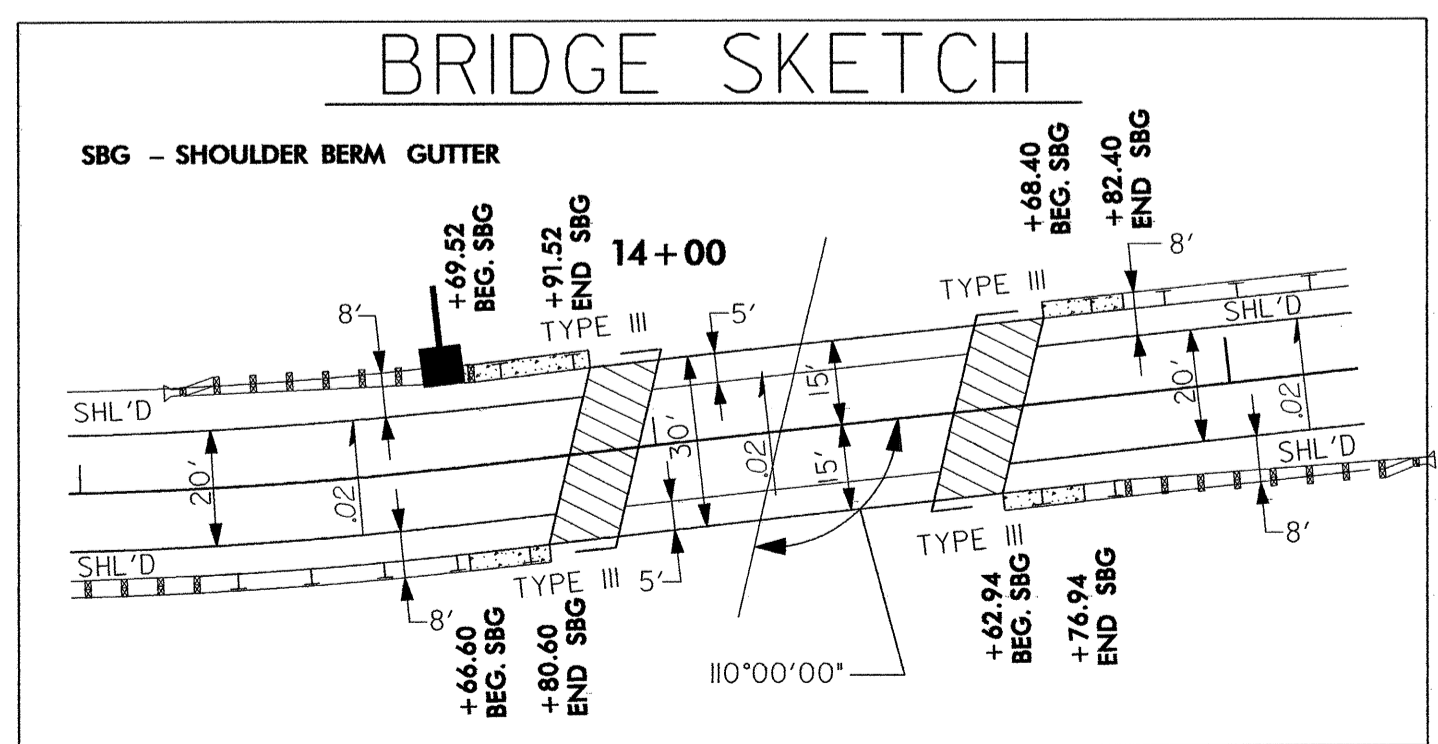 BRIDGE SKETCH
SBG – SHOULDER BERM GUTTER
+69.52
BEG. SBG
+91.52
END SBG
14+00
+68.40
BEG. SBG
+82.40
END SBG
8'
TYPE III
5'
TYPE III
8'
SHL'D
SHL'D
20'
.02
30'
.02
15'
15'
20'
.02
SHL'D
SHL'D
8'
TYPE III
5'
TYPE III
8'
+66.60
BEG. SBG
+80.60
END SBG
110°00'00"
+62.94
BEG. SBG
+76.94
END SBG